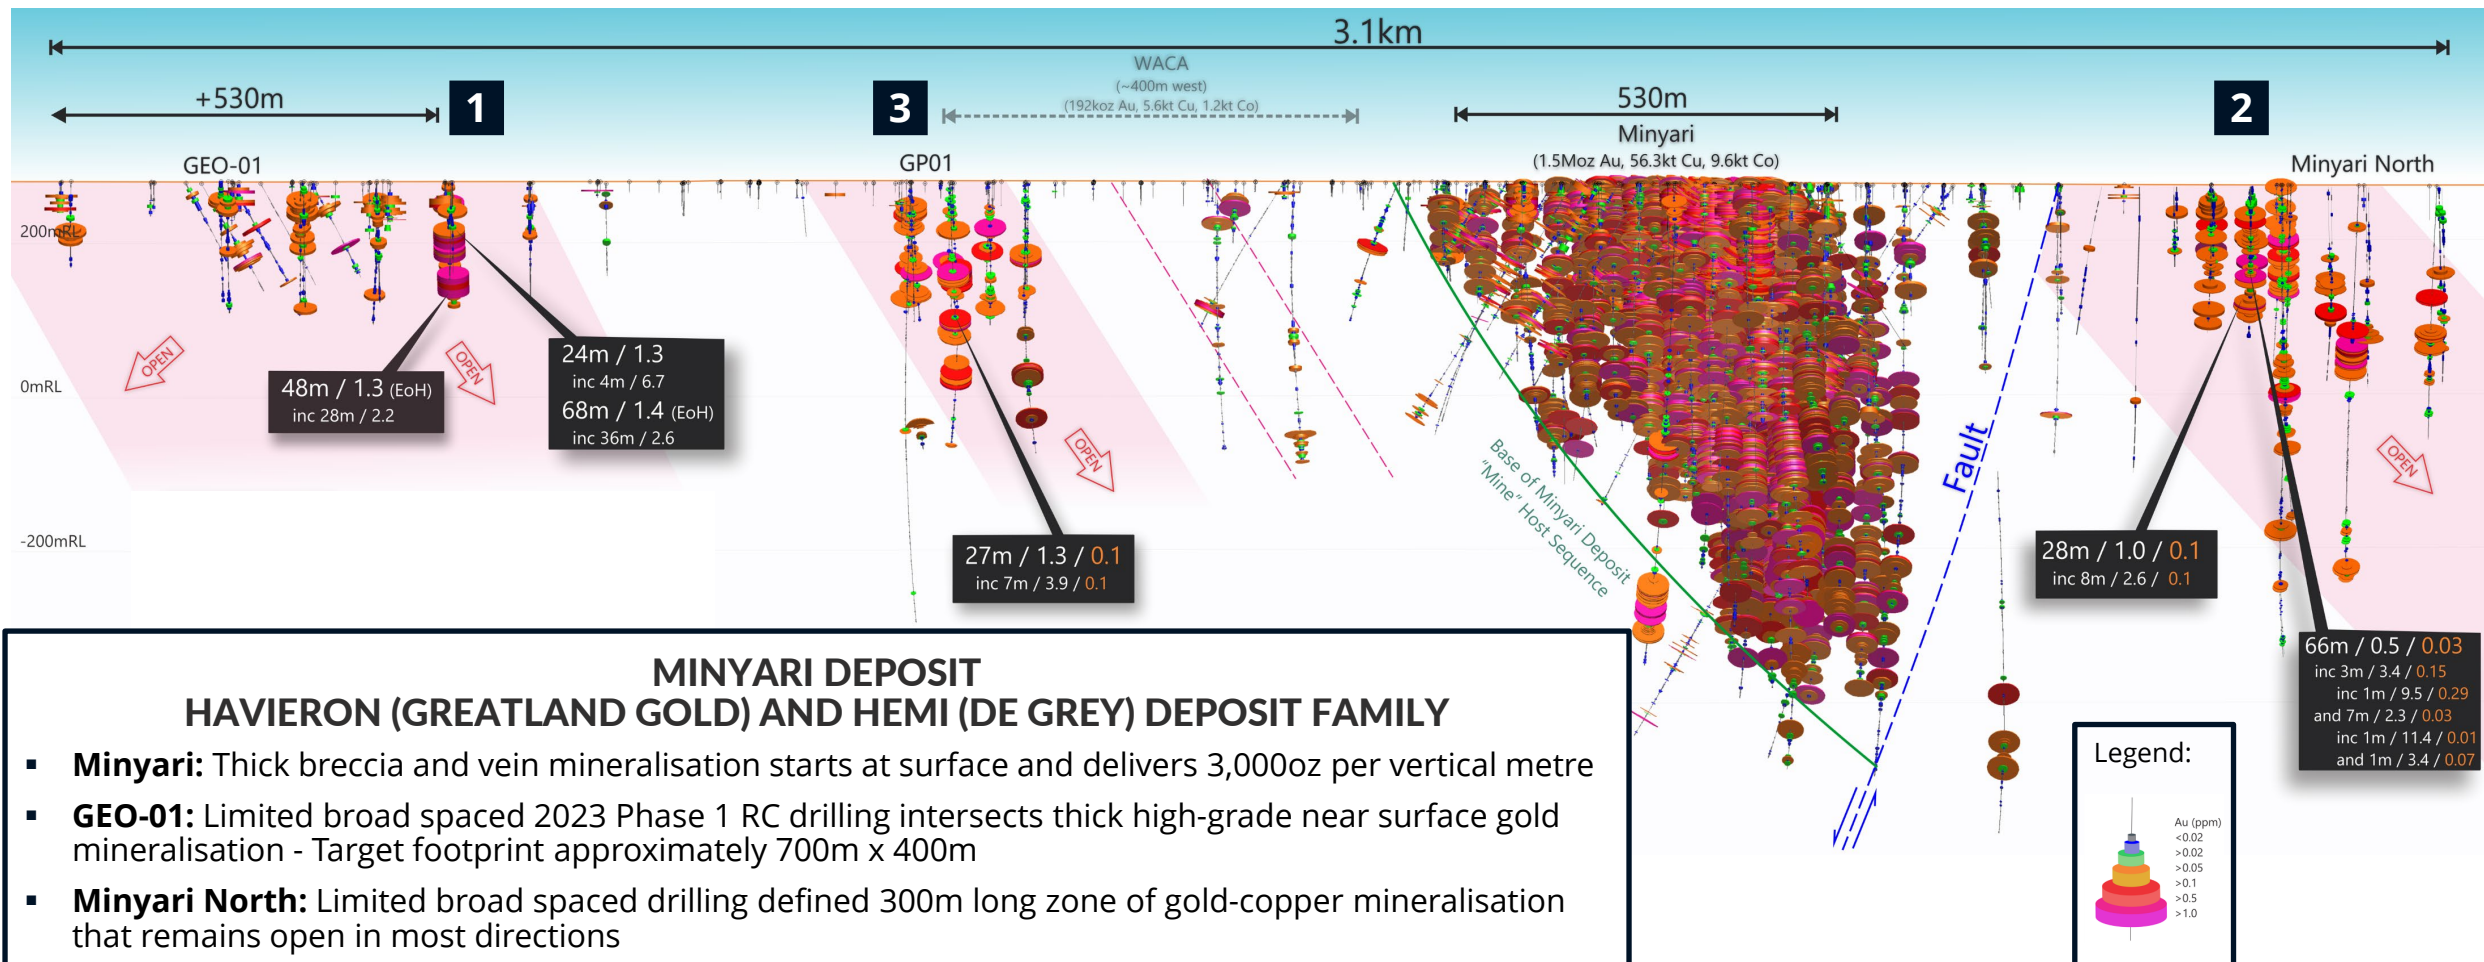 3.1km
WACA
(~400m west)
(192koz Au, 5.6kt Cu, 1.2kt Co)
+530m
1
3
530m
2
Minyari
(1.5Moz Au, 56.3kt Cu, 9.6kt Co)
GEO-01
GP01
Minyari North
200mRL
0mRL
-200mRL
OPEN
OPEN
OPEN
OPEN
48m / 1.3 (EoH)
inc 28m / 2.2
24m / 1.3
inc 4m / 6.7
68m / 1.4 (EoH)
inc 36m / 2.6
27m / 1.3 / 0.1
inc 7m / 3.9 / 0.1
Base of Minyari Deposit
"Mine" Host Sequence
Fault
28m / 1.0 / 0.1
inc 8m / 2.6 / 0.1
66m / 0.5 / 0.03
inc 3m / 3.4 / 0.15
inc 1m / 9.5 / 0.29
and 7m / 2.3 / 0.03
inc 1m / 11.4 / 0.01
and 1m / 3.4 / 0.07
MINYARI DEPOSIT
HAVIERON (GREATLAND GOLD) AND HEMI (DE GREY) DEPOSIT FAMILY
▪ Minyari: Thick breccia and vein mineralisation starts at surface and delivers 3,000oz per vertical metre
▪ GEO-01: Limited broad spaced 2023 Phase 1 RC drilling intersects thick high-grade near surface gold
mineralisation - Target footprint approximately 700m x 400m
▪ Minyari North: Limited broad spaced drilling defined 300m long zone of gold-copper mineralisation
that remains open in most directions
Legend:
Au (ppm)
<0.02
>0.02
>0.05
>0.1
>0.5
>1.0